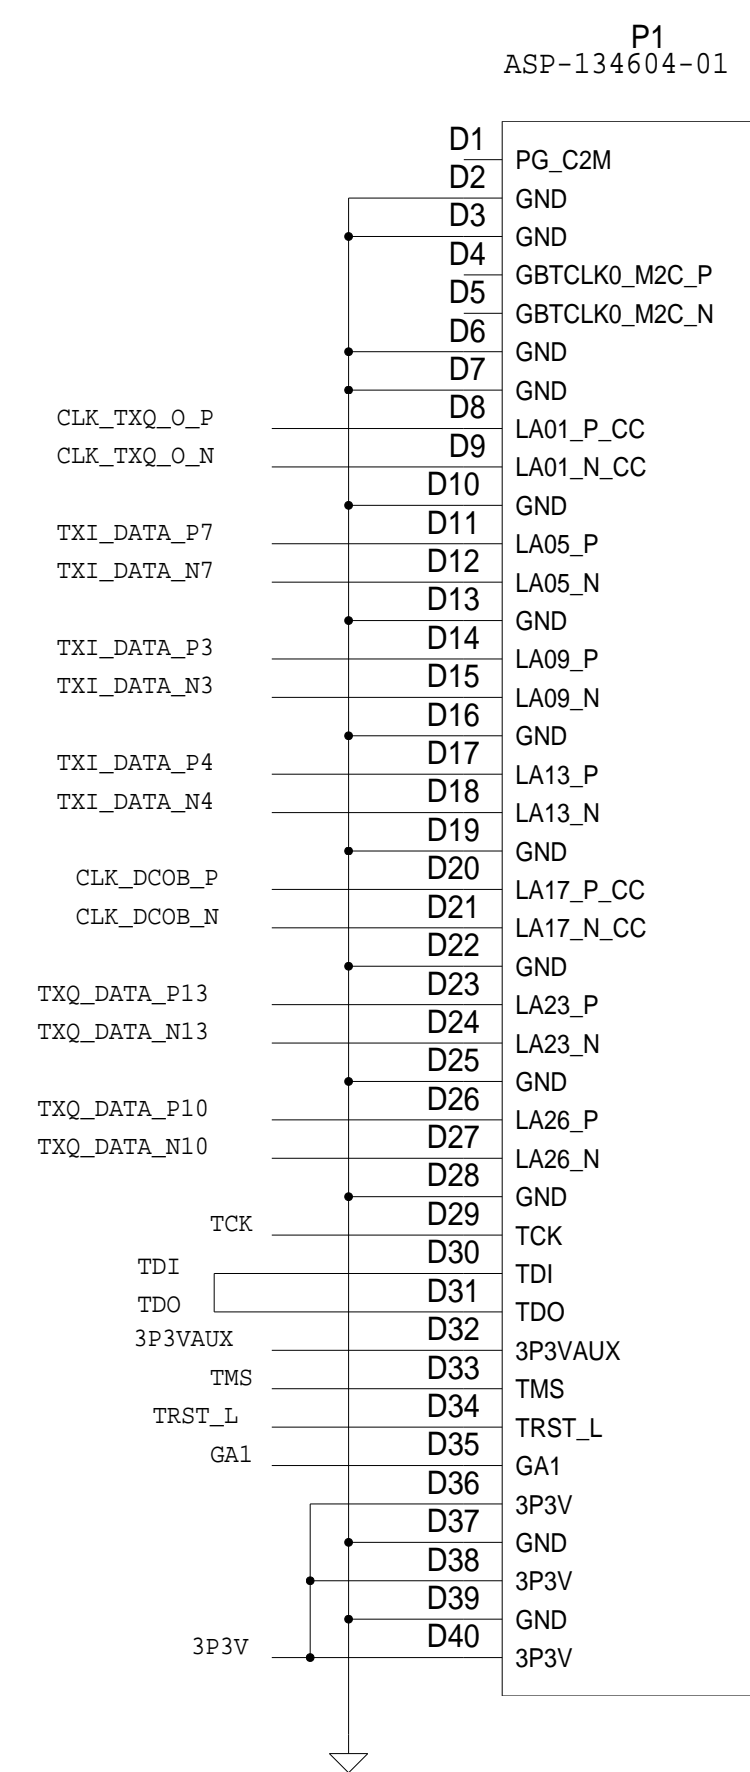 P1
ASP-134604-01
D1 PG_C2M
D2 GND
D3 GND
D4 GBTCLK0_M2C_P
D5 GBTCLK0_M2C_N
D6 GND
D7 GND
CLK_TXQ_O_P D8 LA01_P_CC
CLK_TXQ_O_N D9 LA01_N_CC
D10 GND
TXI_DATA_P7 D11 LA05_P
TXI_DATA_N7 D12 LA05_N
D13 GND
TXI_DATA_P3 D14 LA09_P
TXI_DATA_N3 D15 LA09_N
D16 GND
TXI_DATA_P4 D17 LA13_P
TXI_DATA_N4 D18 LA13_N
D19 GND
CLK_DCOB_P D20 LA17_P_CC
CLK_DCOB_N D21 LA17_N_CC
D22 GND
TXQ_DATA_P13 D23 LA23_P
TXQ_DATA_N13 D24 LA23_N
D25 GND
TXQ_DATA_P10 D26 LA26_P
TXQ_DATA_N10 D27 LA26_N
D28 GND
TCK D29 TCK
TDI D30 TDI
TDO D31 TDO
3P3VAUX D32 3P3VAUX
TMS D33 TMS
TRST_L D34 TRST_L
GA1 D35 GA1
D36 3P3V
D37 GND
D38 3P3V
D39 GND
3P3V D40 3P3V